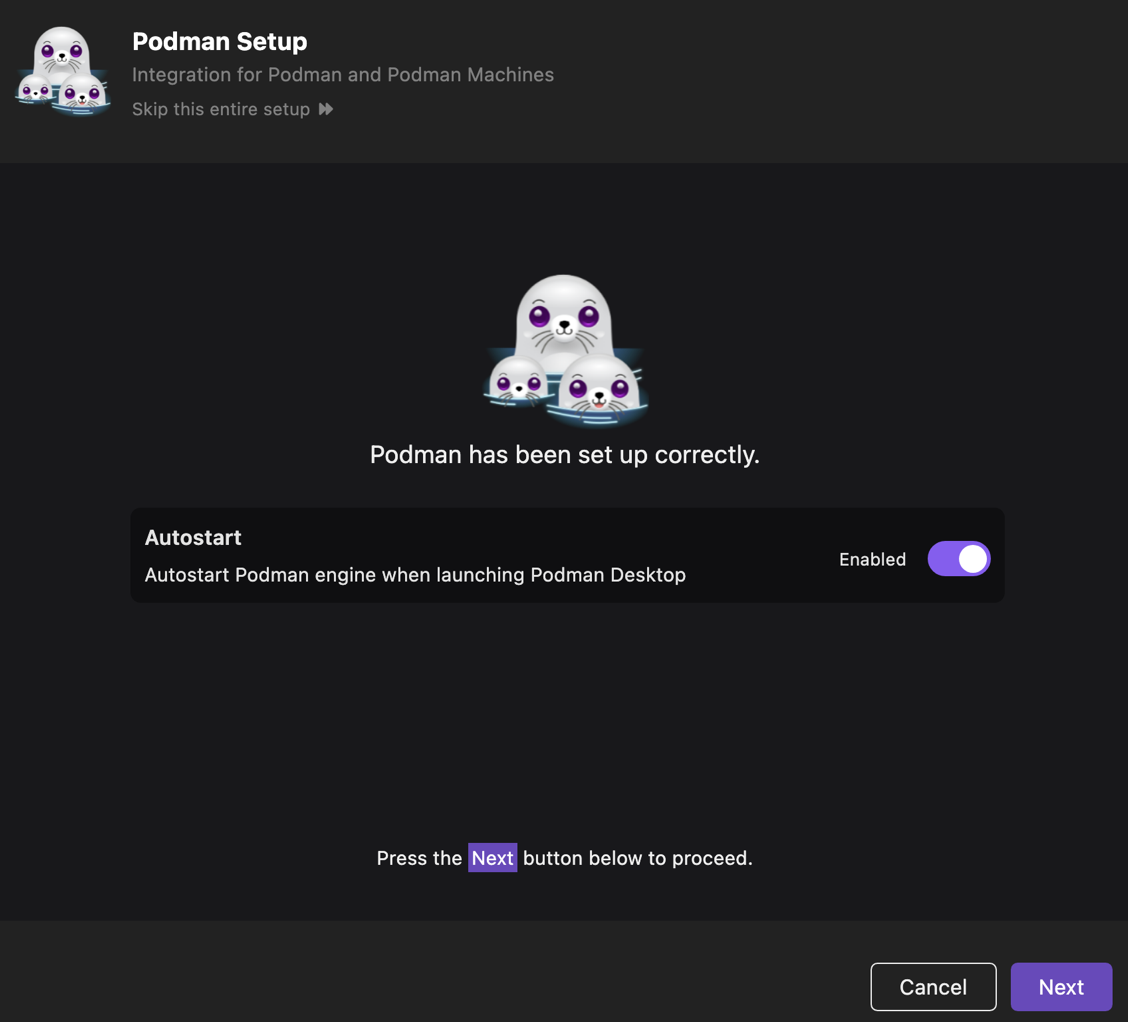 Podman Setup
Integration for Podman and Podman Machines
Skip this entire setup
Podman has been set up correctly.
Autostart
Autostart Podman engine when launching Podman Desktop
Enabled
Press the Next button below to proceed.
Cancel
Next